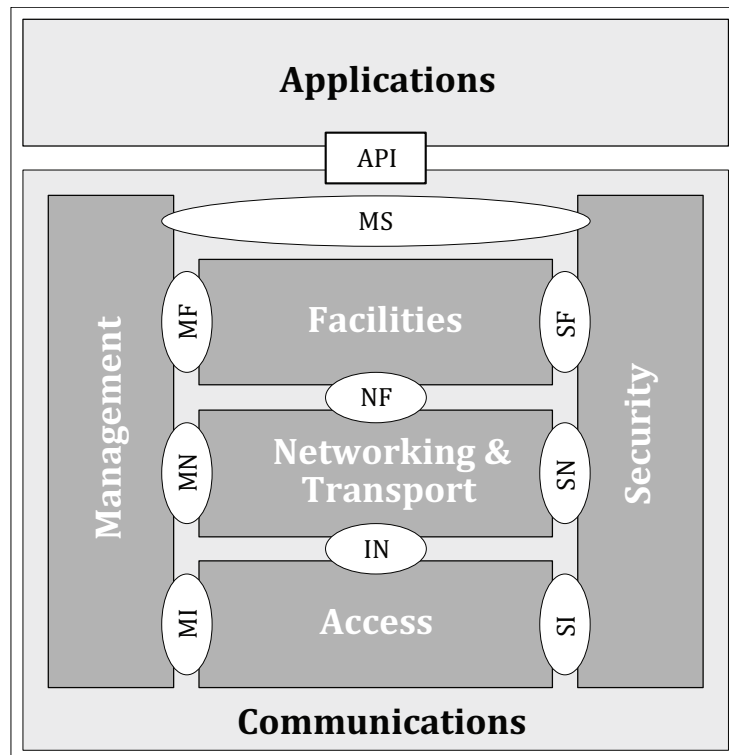 Applications
API
MS
Management
MF
Facilities
SF
Security
NF
MN
Networking &
Transport
SN
IN
MI
Access
SI
Communications